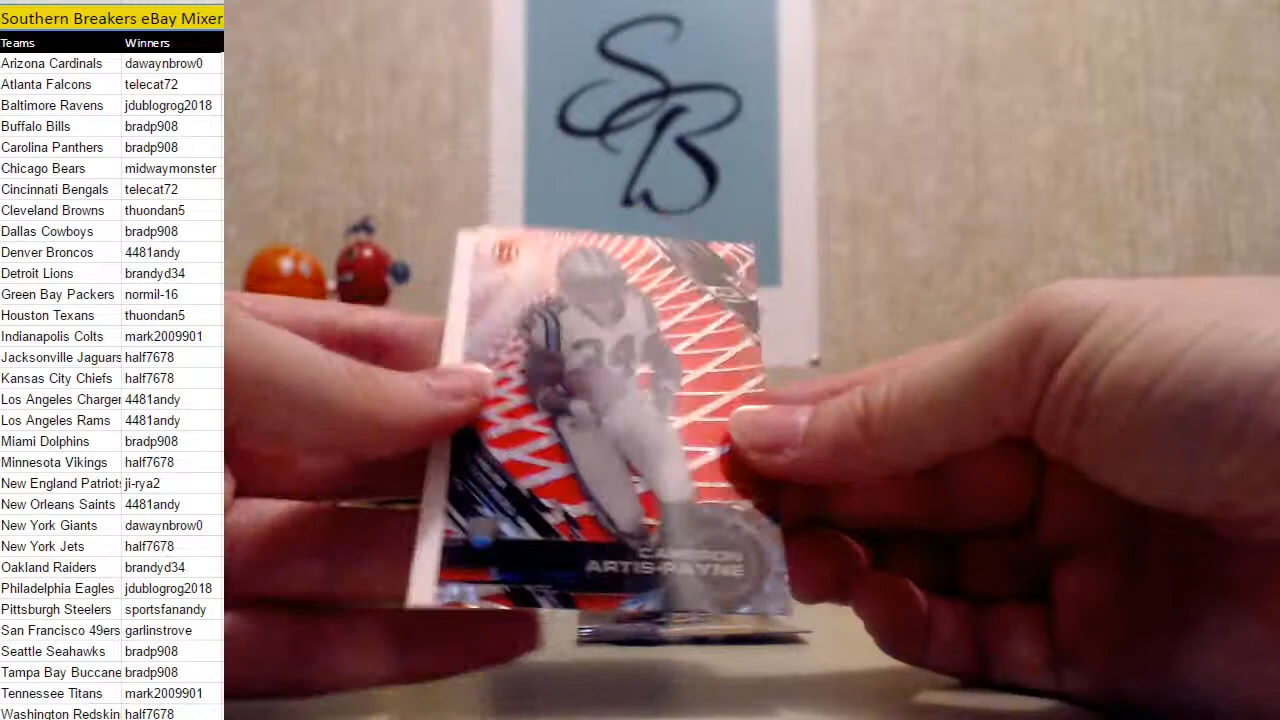 Southern Breakers eBay Mixer
Teams Winners
Arizona Cardinals dawaynbrow0
Atlanta Falcons telecat72
Baltimore Ravens jdublogrog2018
Buffalo Bills bradp908
Carolina Panthers bradp908
Chicago Bears midwaymonster
Cincinnati Bengals telecat72
Cleveland Browns thuondan5
Dallas Cowboys bradp908
Denver Broncos 4481andy
Detroit Lions brandyd34
Green Bay Packers normil-16
Houston Texans thuondan5
Indianapolis Colts mark2009901
Jacksonville Jaguars half7678
Kansas City Chiefs half7678
Los Angeles Charger 4481andy
Los Angeles Rams 4481andy
Miami Dolphins bradp908
Minnesota Vikings half7678
New England Patriots ji-rya2
New Orleans Saints 4481andy
New York Giants dawaynbrow0
New York Jets half7678
Oakland Raiders brandyd34
Philadelphia Eagles jdublogrog2018
Pittsburgh Steelers sportsfanandy
San Francisco 49ers garlinstrove
Seattle Seahawks bradp908
Tampa Bay Buccane bradp908
Tennessee Titans mark2009901
Washington Redskin half7678
SB
34
CAMERON
ARTIS-PAYNE